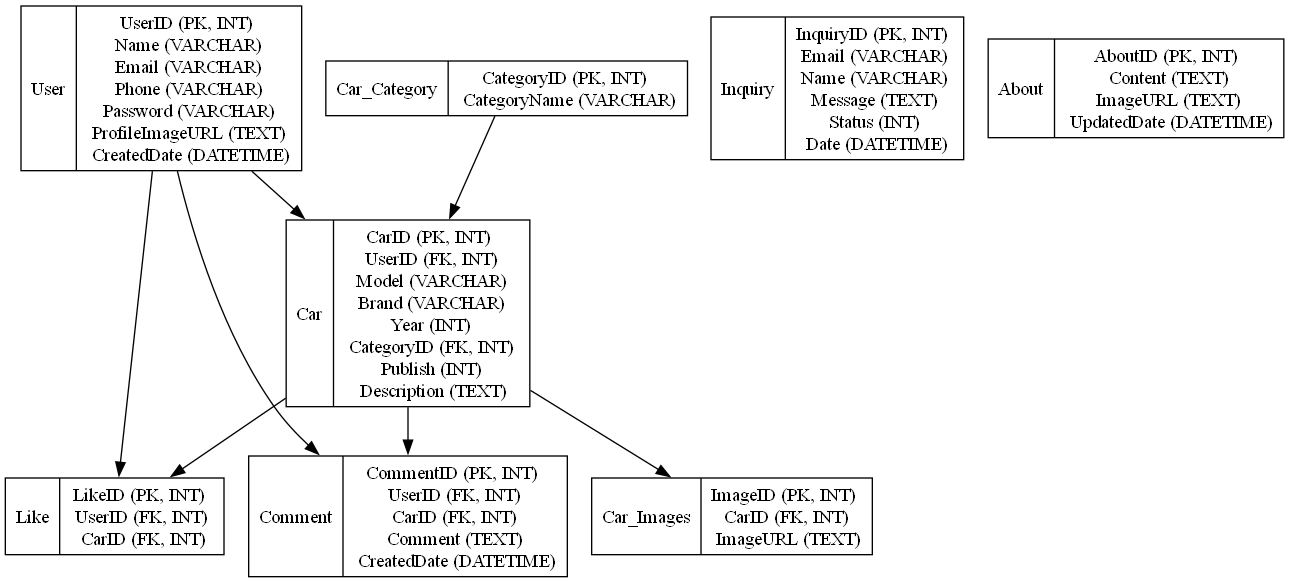 User
UserID (PK, INT)
Name (VARCHAR)
Email (VARCHAR)
Phone (VARCHAR)
Password (VARCHAR)
ProfileImageURL (TEXT)
CreatedDate (DATETIME)
Car_Category
CategoryID (PK, INT)
CategoryName (VARCHAR)
Inquiry
InquiryID (PK, INT)
Email (VARCHAR)
Name (VARCHAR)
Message (TEXT)
Status (INT)
Date (DATETIME)
About
AboutID (PK, INT)
Content (TEXT)
ImageURL (TEXT)
UpdatedDate (DATETIME)
Car
CarID (PK, INT)
UserID (FK, INT)
Model (VARCHAR)
Brand (VARCHAR)
Year (INT)
CategoryID (FK, INT)
Publish (INT)
Description (TEXT)
Like
LikeID (PK, INT)
UserID (FK, INT)
CarID (FK, INT)
Comment
CommentID (PK, INT)
UserID (FK, INT)
CarID (FK, INT)
Comment (TEXT)
CreatedDate (DATETIME)
Car_Images
ImageID (PK, INT)
CarID (FK, INT)
ImageURL (TEXT)